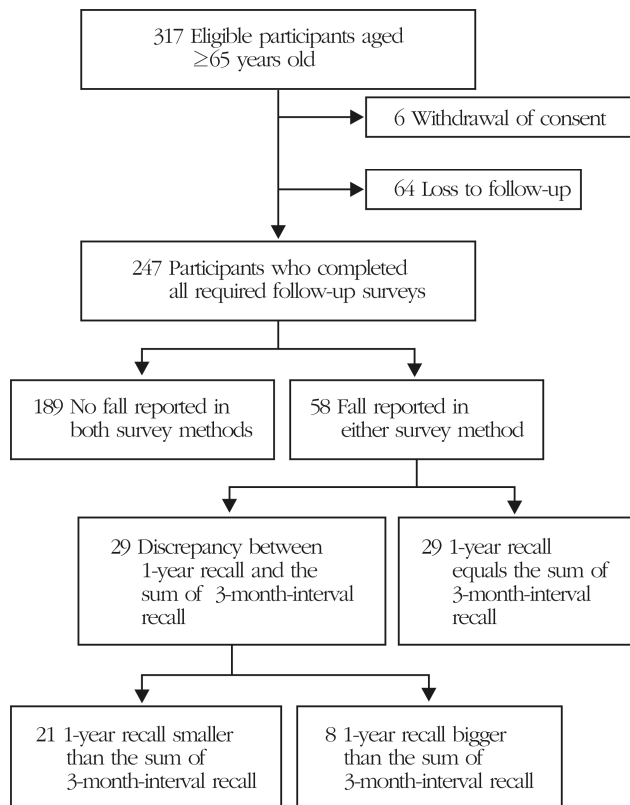 317 Eligible participants aged
≥65 years old
6 Withdrawal of consent
64 Loss to follow-up
247 Participants who completed
all required follow-up surveys
189 No fall reported in
both survey methods
58 Fall reported in
either survey method
29 Discrepancy between
1-year recall and the
sum of 3-month-interval
recall
29 1-year recall
equals the sum of
3-month-interval
recall
21 1-year recall smaller
than the sum of
3-month-interval recall
8 1-year recall bigger
than the sum of
3-month-interval recall